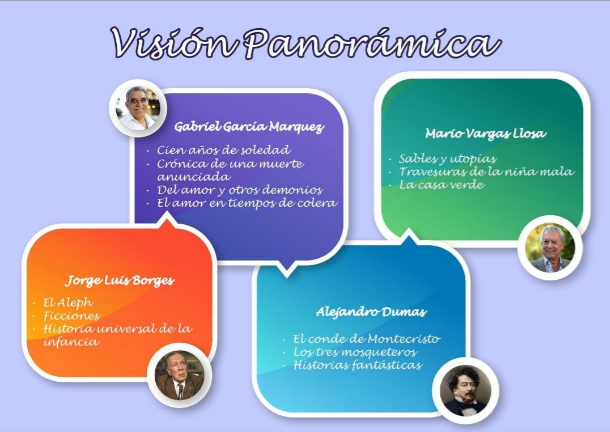 Visión Panorámica
Gabriel García Marquez
· Cien años de soledad
· Crónica de una muerte
anunciada
· Del amor y otros demonios
· El amor en tiempos de colera
Mario Vargas Llosa
· Sables y utopías
· Travesuras de la niña mala
· La casa verde
Jorge Luis Borges
· El Aleph
· Ficciones
· Historia universal de la
infancia
Alejandro Dumas
· El conde de Montecristo
· Los tres mosqueteros
· Historias fantásticas